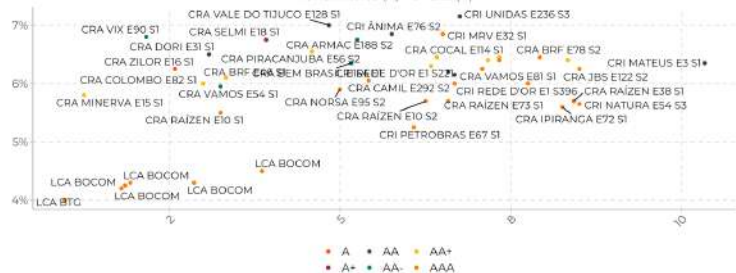 7%
CRA VALE DO TIJUCO E128 S1
CRI UNIDAS E236 S3
CRA VIX E90 S1
CRA SELMI E18 S1
CRI ÂNIMA E76 S2
CRI MRV E32 S1
CRA DORI E31 S1
CRA ARMAC E188 S2
CRA COCAL E114 S1
CRA BRF E78 S2
CRA ZILOR E16 S1
CRA PIRACANJUBA E56 S2
CRI MATEUS E3 S1
CRA COLOMBO E82 S1
CRA BRF E
BRASIL
DE D'OR E1 S22
CRA VAMOS E81 S1
CRA JBS E122 S2
6%
CRA MINERVA E15 S1
CRA VAMOS E54 S1
CRA CAMIL E292 S2
CRI REDE D'OR E1 S396
CRA RAÍZEN E38 S1
CRA NORSA E95 S2
CRA RAÍZEN E73 S1
CRI NATURA E54 S3
CRA RAÍZEN E10 S1
CRA RAÍZEN E10 S2
CRA IPIRANGA E72 S1
CRI PETROBRAS E67 S1
5%
LCA BOCOM
LCA BOCOM
LCA BOCOM
LCA BOCOM
LCA BOCOM
4%
LCA BTG
2 5 8 10
A AA AA+
A+ AA- AAA